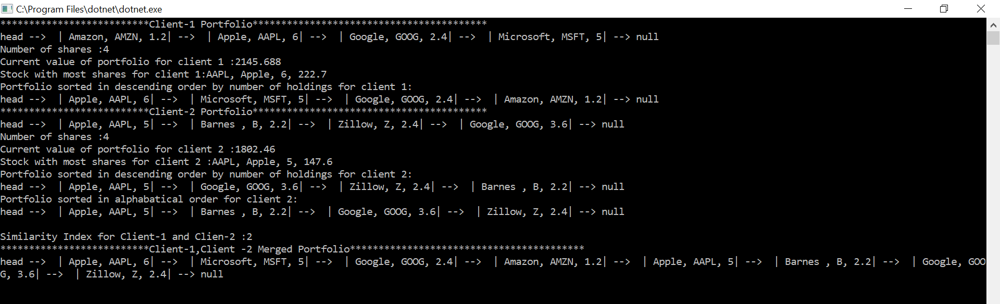 C:\Program Files\dotnet\dotnet.exe
**************************Client-1 Portfolio*****************************************
head -->  | Amazon, AMZN, 1.2| -->  | Apple, AAPL, 6| -->  | Google, GOOG, 2.4| -->  | Microsoft, MSFT, 5| --> null
Number of shares :4
Current value of portfolio for client 1 :2145.688
Stock with most shares for client 1:AAPL, Apple, 6, 222.7
Portfolio sorted in descending order by number of holdings for client 1:
head -->  | Apple, AAPL, 6| -->  | Microsoft, MSFT, 5| -->  | Google, GOOG, 2.4| -->  | Amazon, AMZN, 1.2| --> null
**************************Client-2 Portfolio*****************************************
head -->  | Apple, AAPL, 5| -->  | Barnes , B, 2.2| -->  | Zillow, Z, 2.4| -->  | Google, GOOG, 3.6| --> null
Number of shares :4
Current value of portfolio for client 2 :1802.46
Stock with most shares for client 2 :AAPL, Apple, 5, 147.6
Portfolio sorted in descending order by number of holdings for client 2:
head -->  | Apple, AAPL, 5| -->  | Google, GOOG, 3.6| -->  | Zillow, Z, 2.4| -->  | Barnes , B, 2.2| --> null
Portfolio sorted in alphabatical order for client 2:
head -->  | Apple, AAPL, 5| -->  | Barnes , B, 2.2| -->  | Google, GOOG, 3.6| -->  | Zillow, Z, 2.4| --> null
Similarity Index for Client-1 and Clien-2 :2
**************************Client-1,Client -2 Merged Portfolio*****************************************
head -->  | Apple, AAPL, 6| -->  | Microsoft, MSFT, 5| -->  | Google, GOOG, 2.4| -->  | Amazon, AMZN, 1.2| -->  | Apple, AAPL, 5| -->  | Barnes , B, 2.2| -->  | Google, GOO
G, 3.6| -->  | Zillow, Z, 2.4| --> null